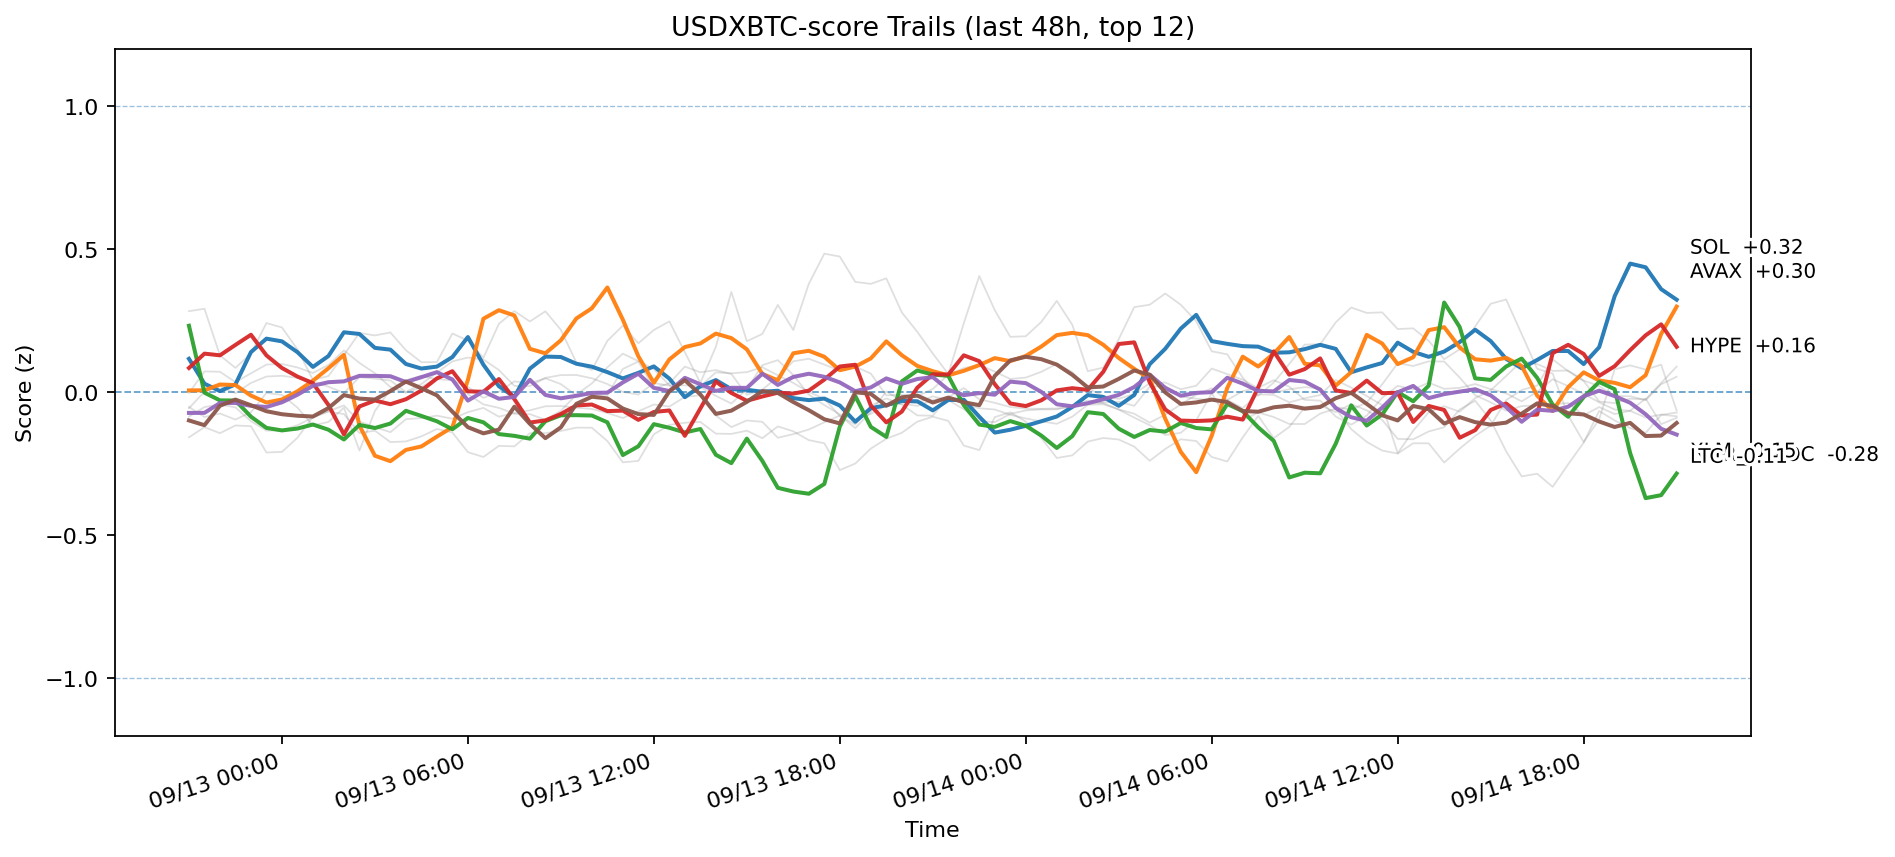 USDXBTC-score Trails (last 48h, top 12)
Score (z)
1.0
0.5
0.0
−0.5
−1.0
SOL +0.32
AVAX +0.30
HYPE +0.16
LTC -0.11
-0.28
09/13 00:00
09/13 06:00
09/13 12:00
09/13 18:00
09/14 00:00
09/14 06:00
09/14 12:00
09/14 18:00
Time